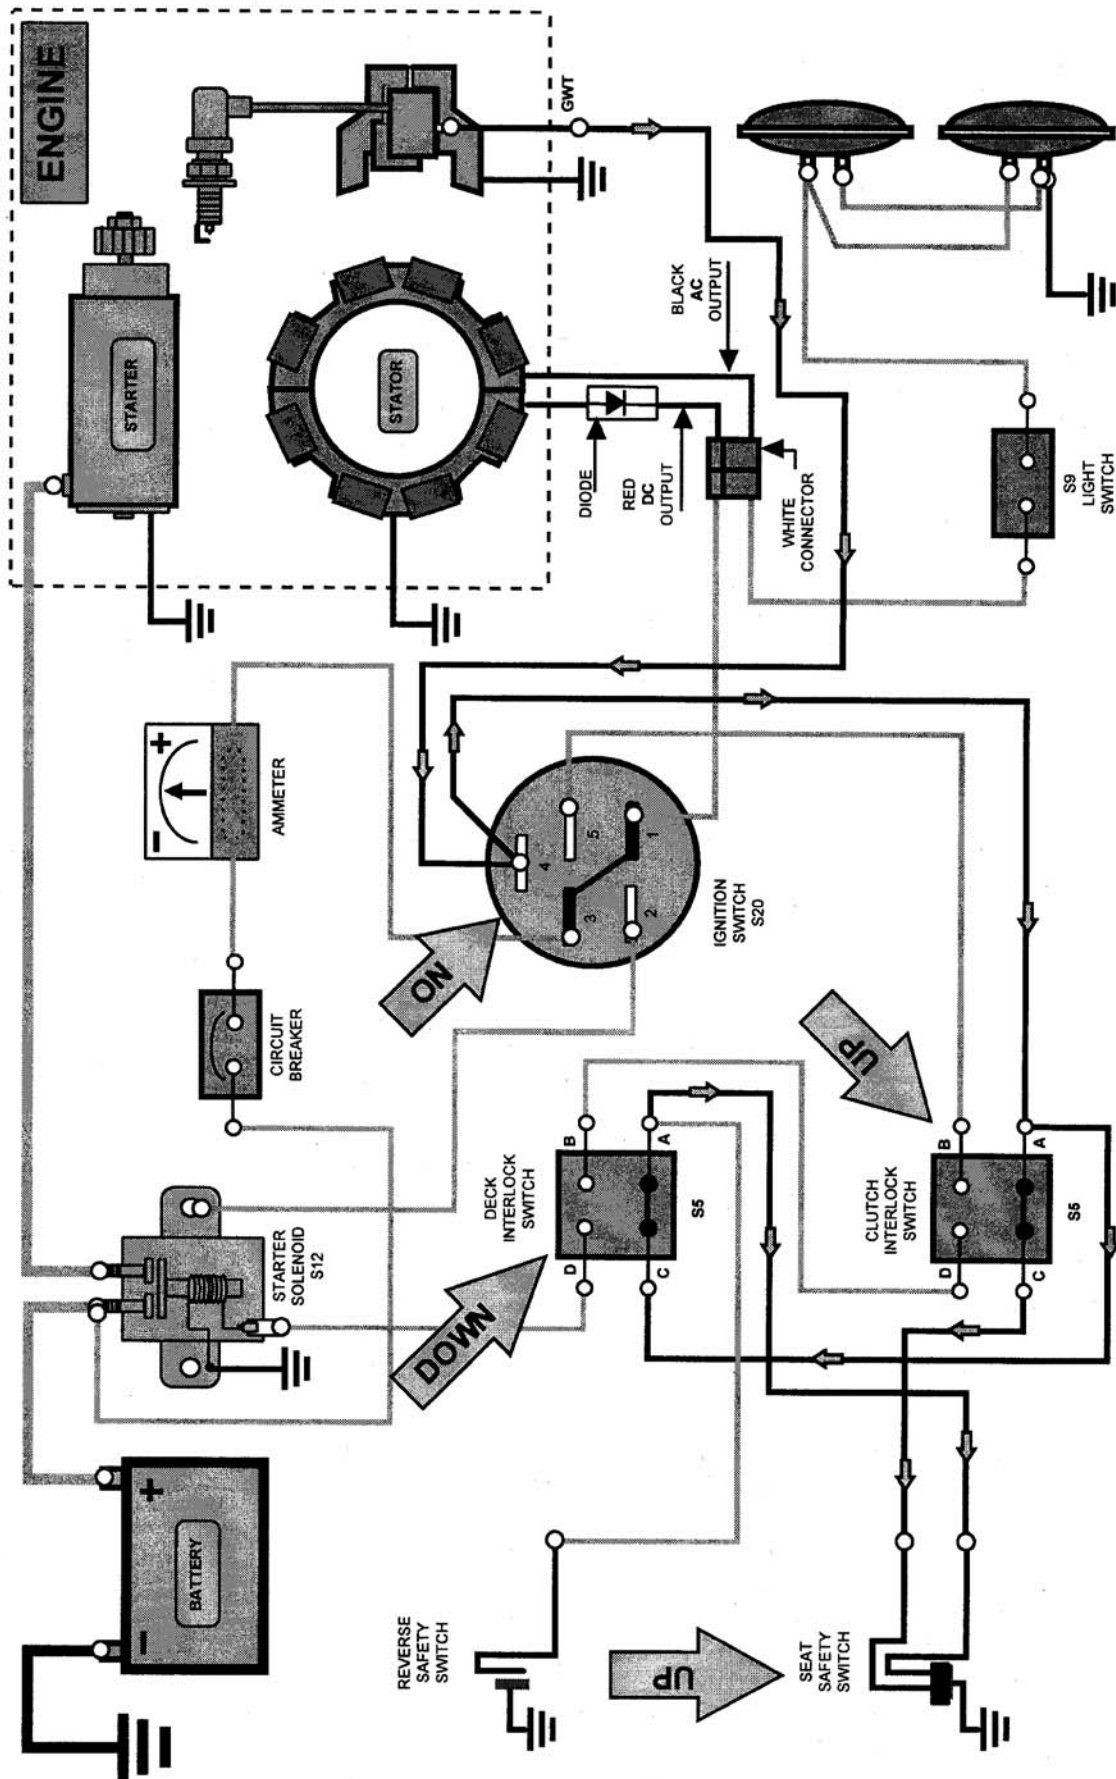 ENGINE
STARTER
STATOR
GWT
BLACK
AC
OUTPUT
DIODE
RED
DC
OUTPUT
WHITE
CONNECTOR
S9
LIGHT
SWITCH
+
-
AMMETER
CIRCUIT
BREAKER
ON
4
5
3
1
2
IGNITION
SWITCH
S20
STARTER
SOLENOID
S12
DOWN
DECK
INTERLOCK
SWITCH
B
A
D
C
S5
UP
CLUTCH
INTERLOCK
SWITCH
B
A
D
C
S5
+
-
BATTERY
REVERSE
SAFETY
SWITCH
UP
SEAT
SAFETY
SWITCH